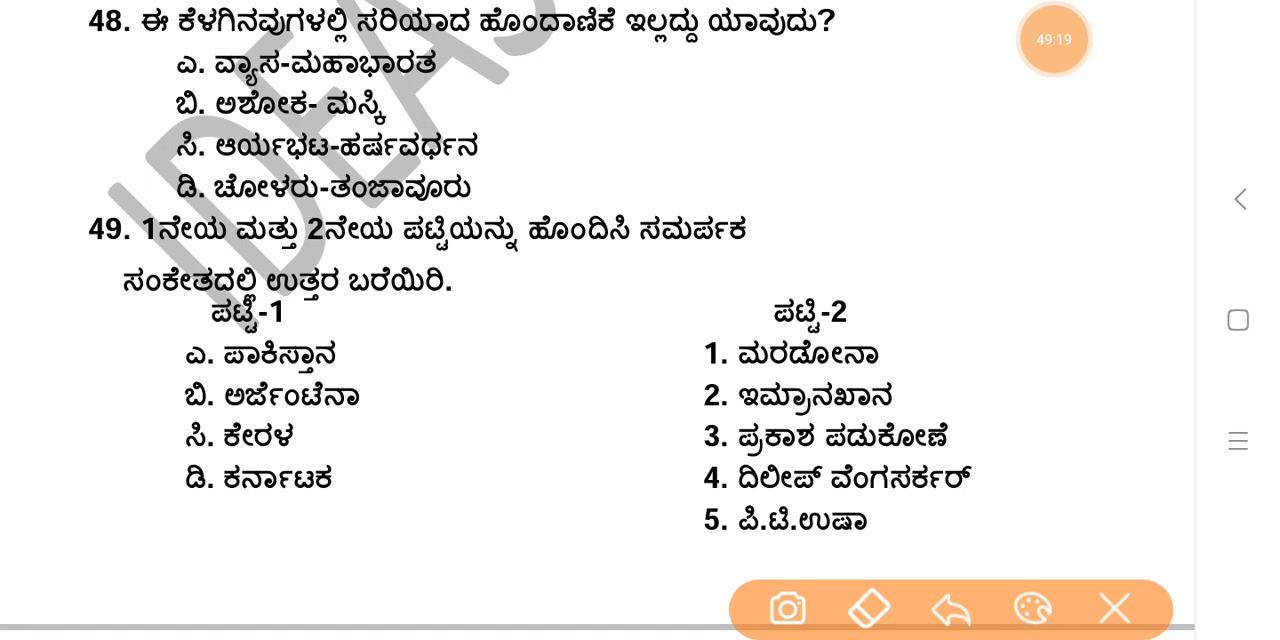 48. ಈ ಕೆಳಗಿನವುಗಳಲ್ಲಿ ಸರಿಯಾದ ಹೊಂದಾಣಿಕೆ ಇಲ್ಲದ್ದು ಯಾವುದು?
49:19
ಎ. ವ್ಯಾಸ-ಮಹಾಭಾರತ
ಬಿ. ಅಶೋಕ- ಮಸ್ಕಿ
ಸಿ. ಆರ್ಯಭಟ-ಹರ್ಷವರ್ಧನ
ಡಿ. ಚೋಳರು-ತಂಜಾವೂರು
49. 1ನೇಯ ಮತ್ತು 2ನೇಯ ಪಟ್ಟಿಯನ್ನು ಹೊಂದಿಸಿ ಸಮರ್ಪಕ
ಸಂಕೇತದಲ್ಲಿ ಉತ್ತರ ಬರೆಯಿರಿ.
ಪಟ್ಟಿ-1 ಪಟ್ಟಿ-2
ಎ. ಪಾಕಿಸ್ತಾನ 1. ಮರಡೋನಾ
ಬಿ. ಅರ್ಜೆಂಟೆನಾ 2. ಇಮ್ರಾನಖಾನ
ಸಿ. ಕೇರಳ 3. ಪ್ರಕಾಶ ಪಡುಕೋಣೆ
ಡಿ. ಕರ್ನಾಟಕ 4. ದಿಲೀಪ್ ವೆಂಗಸರ್ಕರ್
5. ಪಿ.ಟಿ.ಉಷಾ